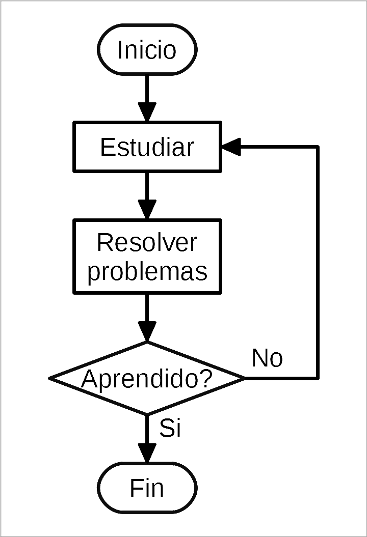 Inicio
Estudiar
Resolver
problemas
Aprendido?
No
Si
Fin